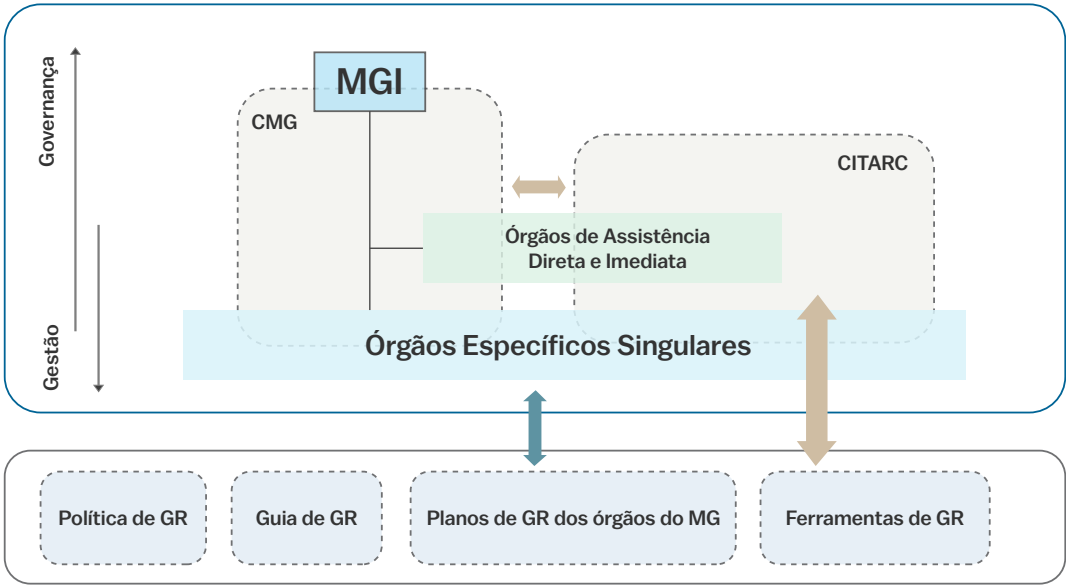 Governança
Gestão
MGI
CMG
CITARC
Órgãos de Assistência
Direta e Imediata
Órgãos Específicos Singulares
Política de GR
Guia de GR
Planos de GR dos órgãos do MG
Ferramentas de GR